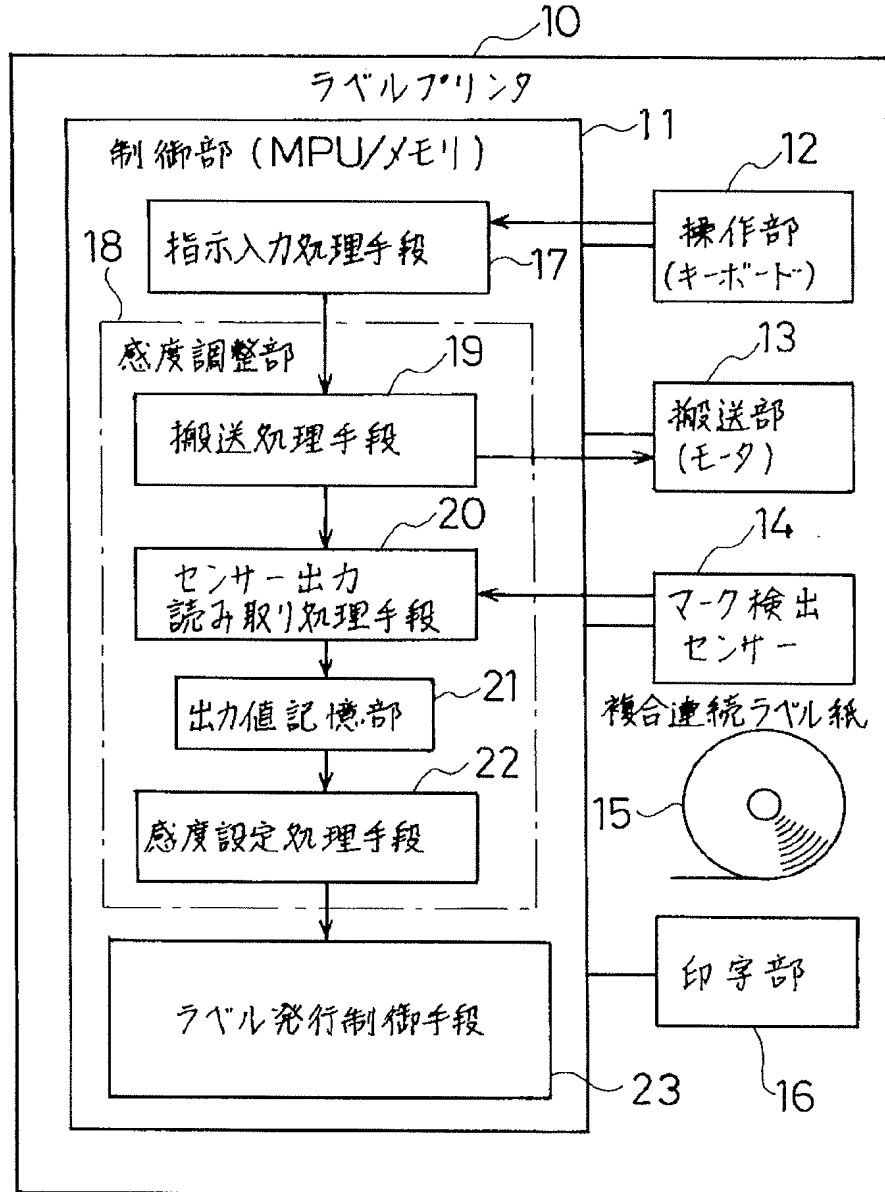 10
ラベルプリンタ
11
制御部(MPU/メモリ)
12
操作部
(キーボード)
指示入力処理手段
17
18
感度調整部
19
搬送処理手段
13
搬送部
(モータ)
20
センサー出力
読み取り処理手段
14
マーク検出
センサー
21
出力値記憶部
複合連続ラベル紙
15
22
感度設定処理手段
印字部
16
ラベル発行制御手段
23